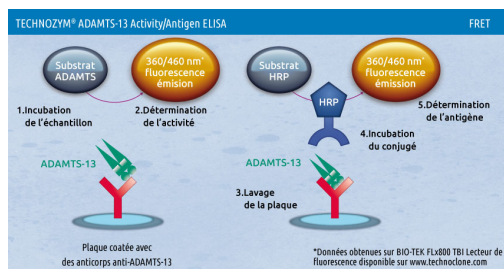 TECHNOZYM® ADAMTS-13 Activity/Antigen ELISA
FRET
Substrat
ADAMTS
360/460 nm*
fluorescence
émission
1.Incubation
de l'échantillon
2.Détermination
de l'activité
ADAMTS-13
Plaque coatée avec
des anticorps anti-ADAMTS-13
Substrat
HRP
360/460 nm*
fluorescence
émission
HRP
5.Détermination
de l'antigène
4.Incubation
du conjugé
ADAMTS-13
3.Lavage
de la plaque
*Données obtenues sur BIO-TEK FLx800 TBI Lecteur de
fluorescence disponible sur www.technoclone.com